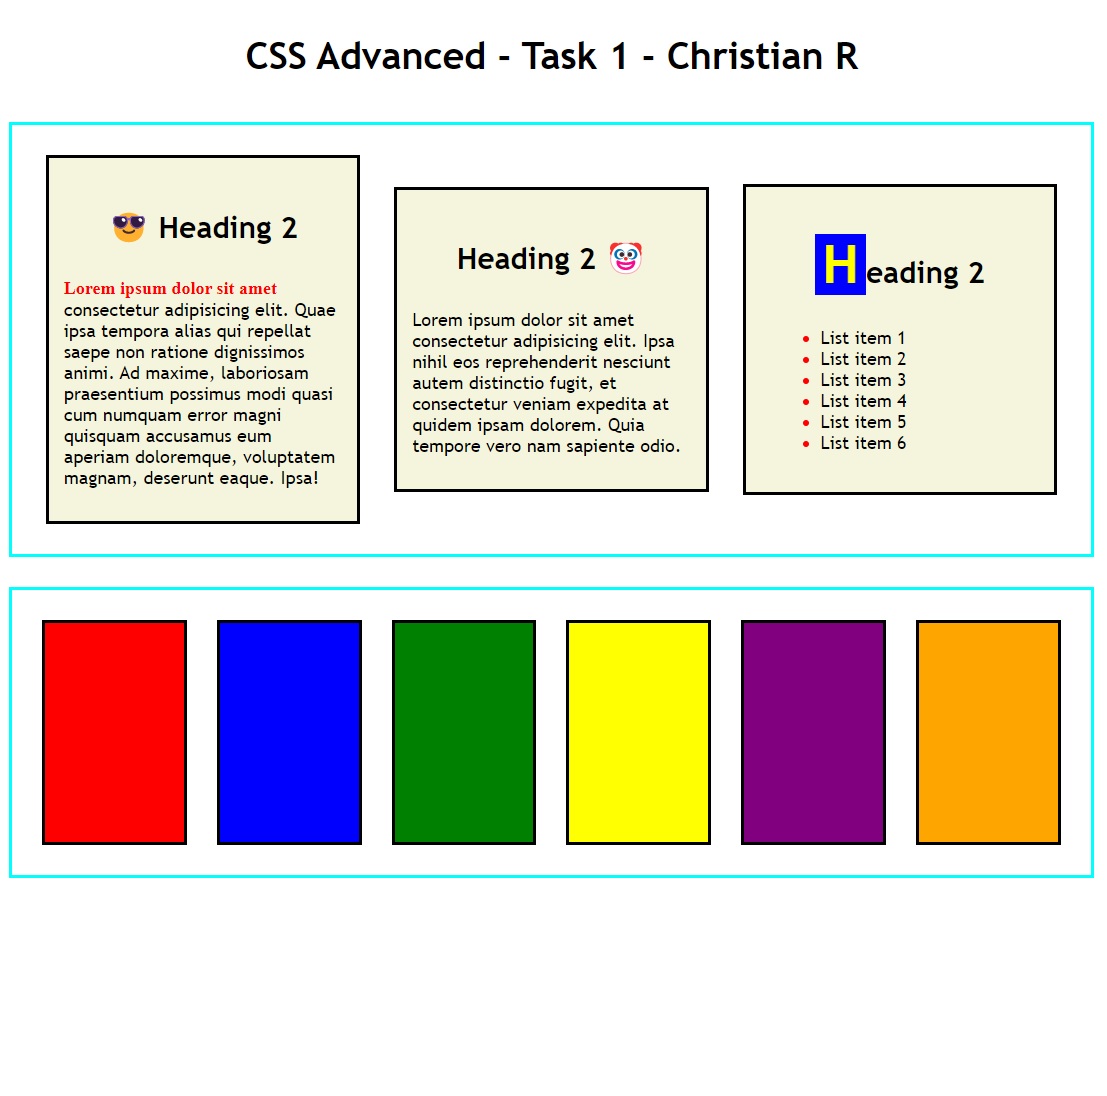 CSS Advanced - Task 1 - Christian R
😎 Heading 2
Lorem ipsum dolor sit amet
consectetur adipisicing elit. Quae
ipsa tempora alias qui repellat
saepe non ratione dignissimos
animi. Ad maxime, laboriosam
praesentium possimus modi quasi
cum numquam error magni
quisquam accusamus eum
aperiam doloremque, voluptatem
magnam, deserunt eaque. Ipsa!
Heading 2 🤡
Lorem ipsum dolor sit amet
consectetur adipisicing elit. Ipsa
nihil eos reprehenderit nesciunt
autem distinctio fugit, et
consectetur veniam expedita at
quidem ipsam dolorem. Quia
tempore vero nam sapiente odio.
Heading 2
• List item 1
• List item 2
• List item 3
• List item 4
• List item 5
• List item 6